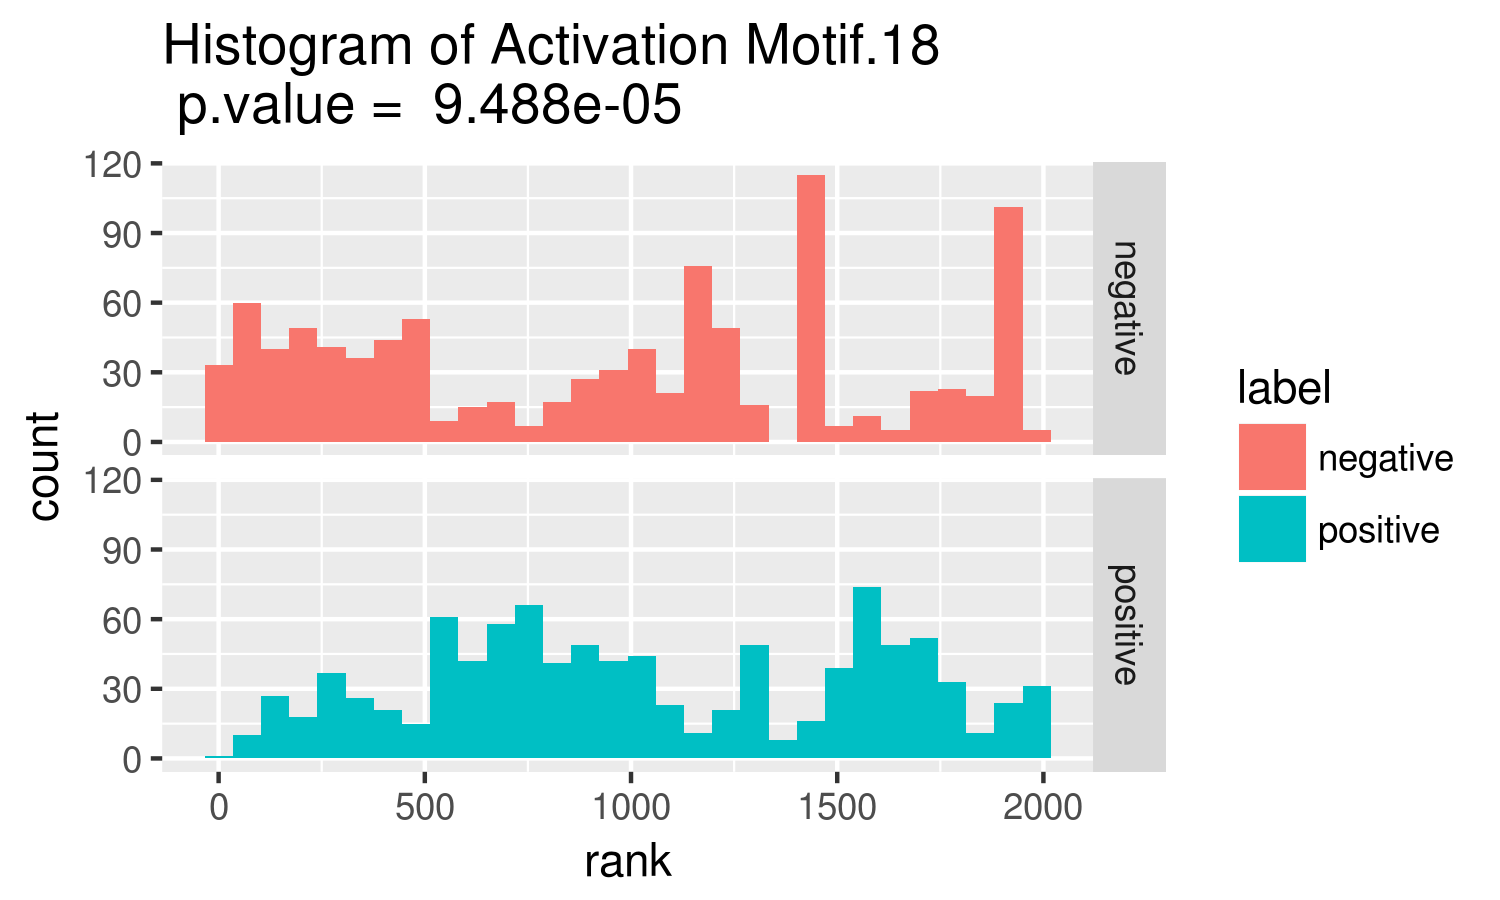 Histogram of Activation Motif.18
p.value =  9.488e-05
count
120
90
60
30
0
negative
120
90
60
30
0
positive
0 500 1000 1500 2000
rank
label
negative
positive